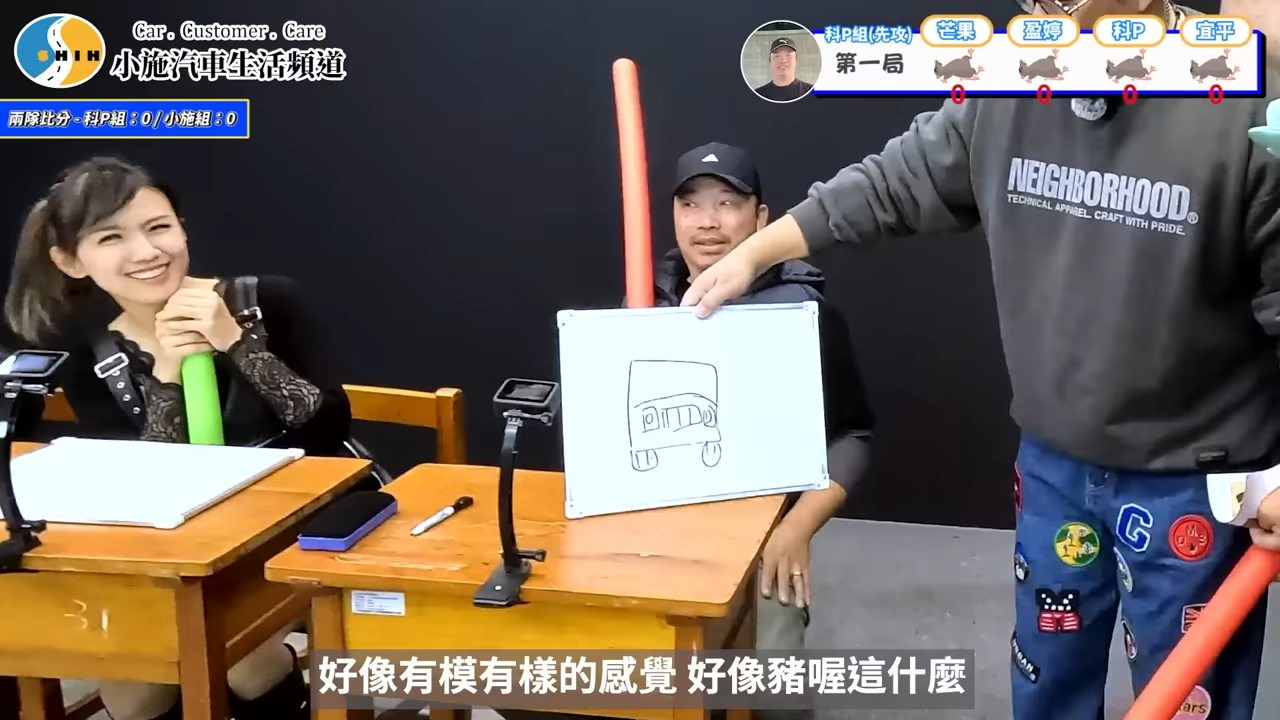 Car. Customer. Care
SHIH
小施汽車生活頻道
兩隊比分 - 科P組：0 / 小施組：0
科P組(先攻)
第一局
芒果
盈婷
科P
宜平
0
0
0
0
NEIGHBORHOOD®
TECHNICAL APPAREL. CRAFT WITH PRIDE.
G
31
好像有模有樣的感覺 好像豬喔這什麼